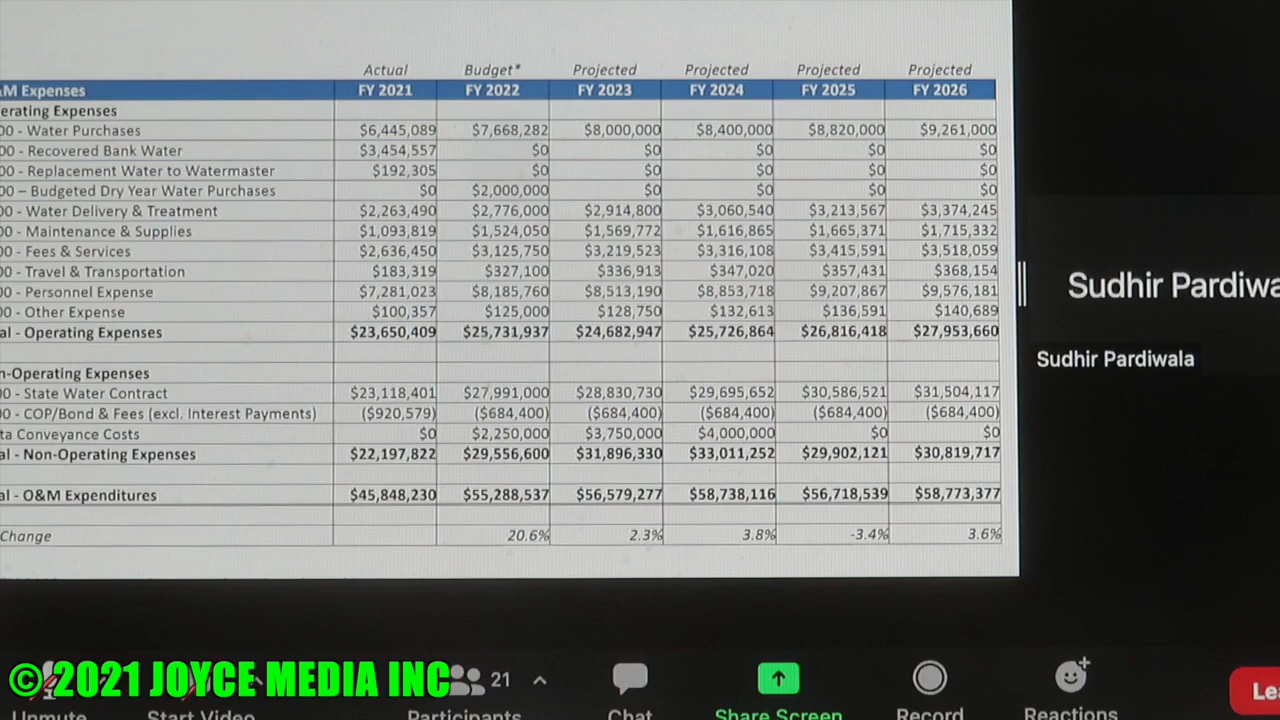 Actual Budget* Projected Projected Projected Projected
&M Expenses FY 2021 FY 2022 FY 2023 FY 2024 FY 2025 FY 2026
erating Expenses
00 - Water Purchases $6,445,089 $7,668,282 $8,000,000 $8,400,000 $8,820,000 $9,261,000
00 - Recovered Bank Water $3,454,557 $0 $0 $0 $0 $0
00 - Replacement Water to Watermaster $192,305 $0 $0 $0 $0 $0
00 – Budgeted Dry Year Water Purchases $0 $2,000,000 $0 $0 $0 $0
00 - Water Delivery & Treatment $2,263,490 $2,776,000 $2,914,800 $3,060,540 $3,213,567 $3,374,245
00 - Maintenance & Supplies $1,093,819 $1,524,050 $1,569,772 $1,616,865 $1,665,371 $1,715,332
00 - Fees & Services $2,636,450 $3,125,750 $3,219,523 $3,316,108 $3,415,591 $3,518,059
00 - Travel & Transportation $183,319 $327,100 $336,913 $347,020 $357,431 $368,154
00 - Personnel Expense $7,281,023 $8,185,760 $8,513,190 $8,853,718 $9,207,867 $9,576,181
00 - Other Expense $100,357 $125,000 $128,750 $132,613 $136,591 $140,689
al - Operating Expenses $23,650,409 $25,731,937 $24,682,947 $25,726,864 $26,816,418 $27,953,660
n-Operating Expenses
00 - State Water Contract $23,118,401 $27,991,000 $28,830,730 $29,695,652 $30,586,521 $31,504,117
00 - COP/Bond & Fees (excl. Interest Payments) ($920,579) ($684,400) ($684,400) ($684,400) ($684,400) ($684,400)
ta Conveyance Costs $0 $2,250,000 $3,750,000 $4,000,000 $0 $0
al - Non-Operating Expenses $22,197,822 $29,556,600 $31,896,330 $33,011,252 $29,902,121 $30,819,717
al - O&M Expenditures $45,848,230 $55,288,537 $56,579,277 $58,738,116 $56,718,539 $58,773,377
Change 20.6% 2.3% 3.8% -3.4% 3.6%
Sudhir Pardiwa
Sudhir Pardiwala
© 2021 JOYCE MEDIA INC
21
Unmute Start Video Participants Chat Share Screen Record Reactions
Lea